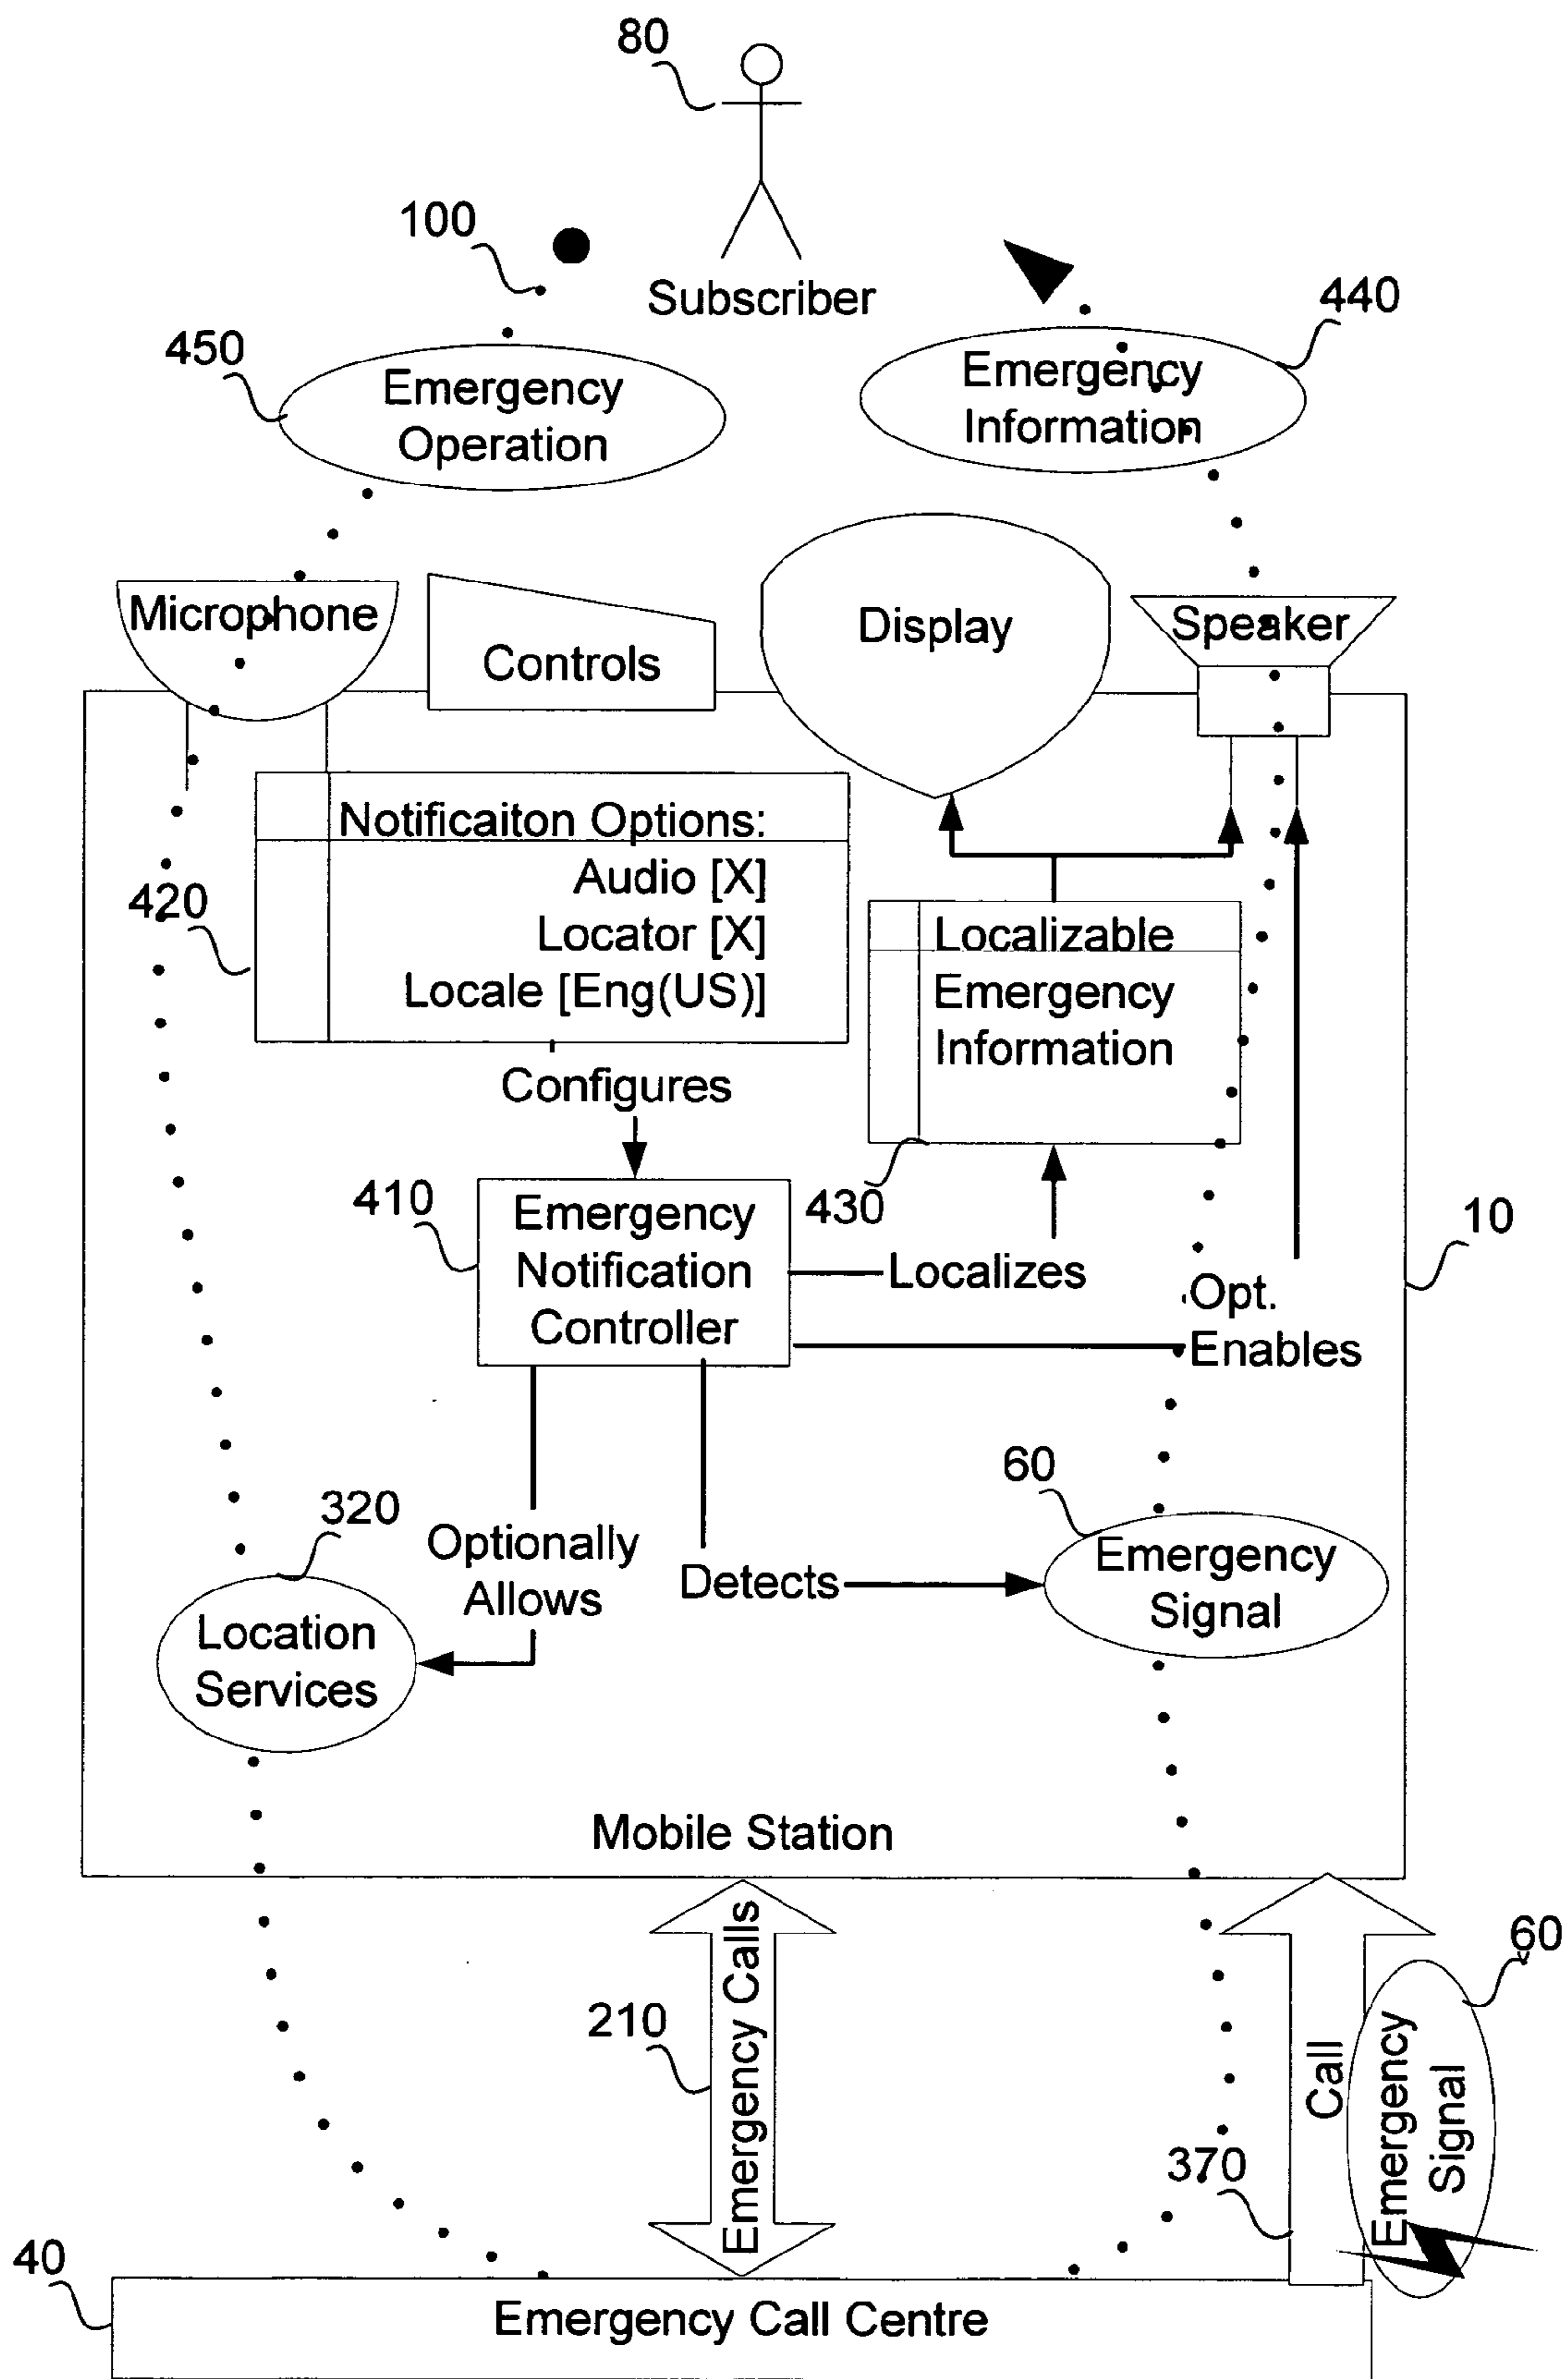 80
100
Subscriber
440
450
Emergency
Operation
Emergency
Information
Microphone
Controls
Display
Speaker
Notificaiton Options:
Audio [X]
Locator [X]
Locale [Eng(US)]
420
Localizable
Emergency
Information
Configures
410
Emergency
Notification
Controller
430
10
Localizes
Opt.
Enables
320
Optionally
Allows
Detects
60
Emergency
Signal
Location
Services
Mobile Station
210
Emergency Calls
370
Call
60
Emergency
Signal
40
Emergency Call Centre